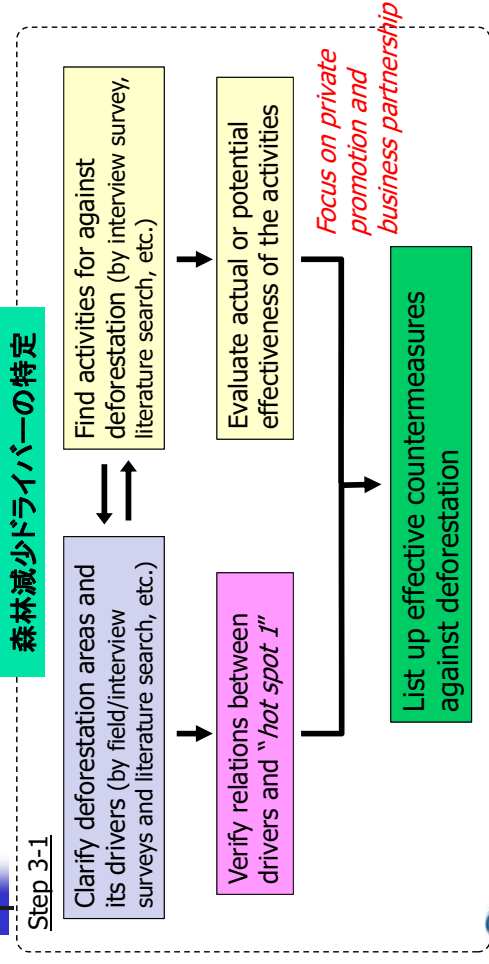 森林減少ドライバーの特定
Step 3-1
Clarify deforestation areas and
its drivers (by field/interview
surveys and literature search, etc.)
Find activities for against
deforestation (by interview survey,
literature search, etc.)
Verify relations between
drivers and “hot spot 1”
Evaluate actual or potential
effectiveness of the activities
Focus on private
promotion and
business partnership
List up effective countermeasures
against deforestation